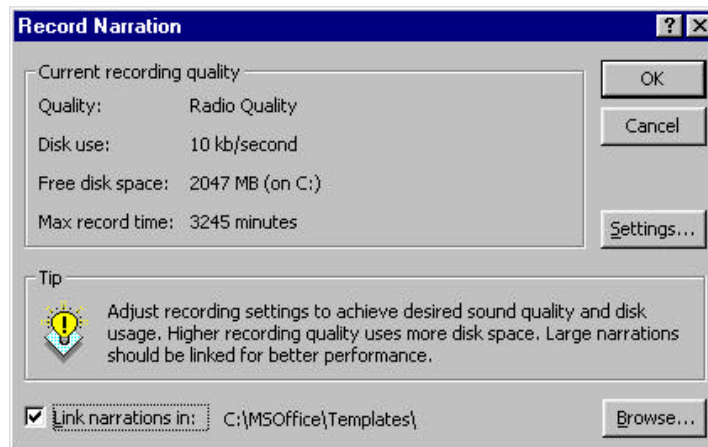 Record Narration
Current recording quality
Quality: Radio Quality
Disk use: 10 kb/second
Free disk space: 2047 MB (on C:)
Max record time: 3245 minutes
OK
Cancel
Settings...
Tip
Adjust recording settings to achieve desired sound quality and disk
usage. Higher recording quality uses more disk space. Large narrations
should be linked for better performance.
Link narrations in: C:\MSOffice\Templates\
Browse...